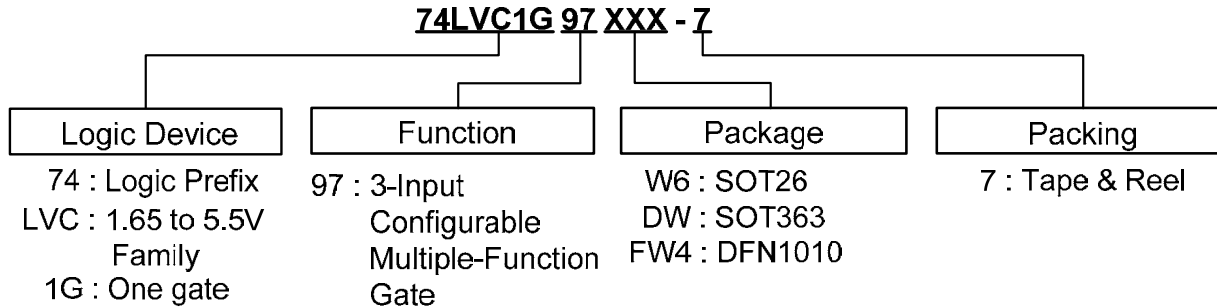 74LVC1G 97 XXX - 7
Logic Device
74 : Logic Prefix
LVC : 1.65 to 5.5V
Family
1G : One gate
Function
97 : 3-Input
Configurable
Multiple-Function
Gate
Package
W6 : SOT26
DW : SOT363
FW4 : DFN1010
Packing
7 : Tape & Reel